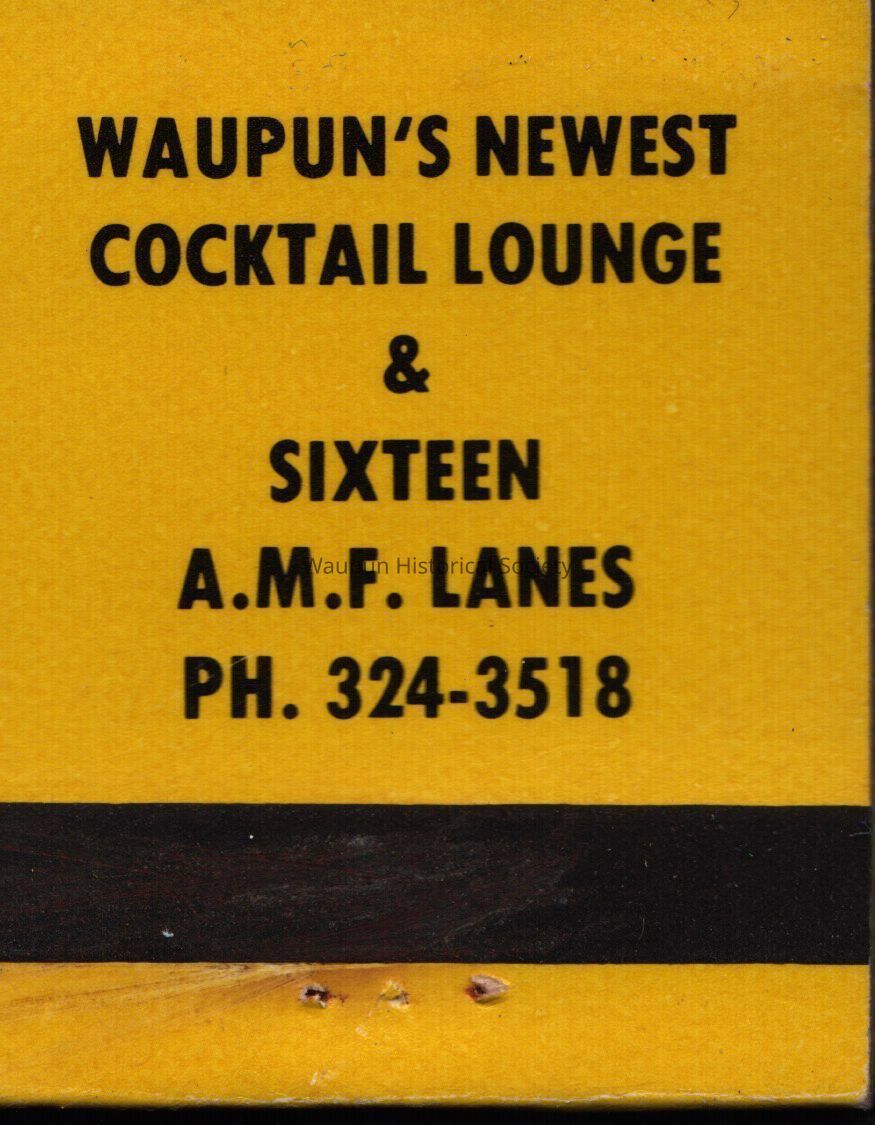 WAUPUN'S NEWEST
COCKTAIL LOUNGE
&
SIXTEEN
A.M.F. LANES
Waupun Historical Society
PH. 324-3518